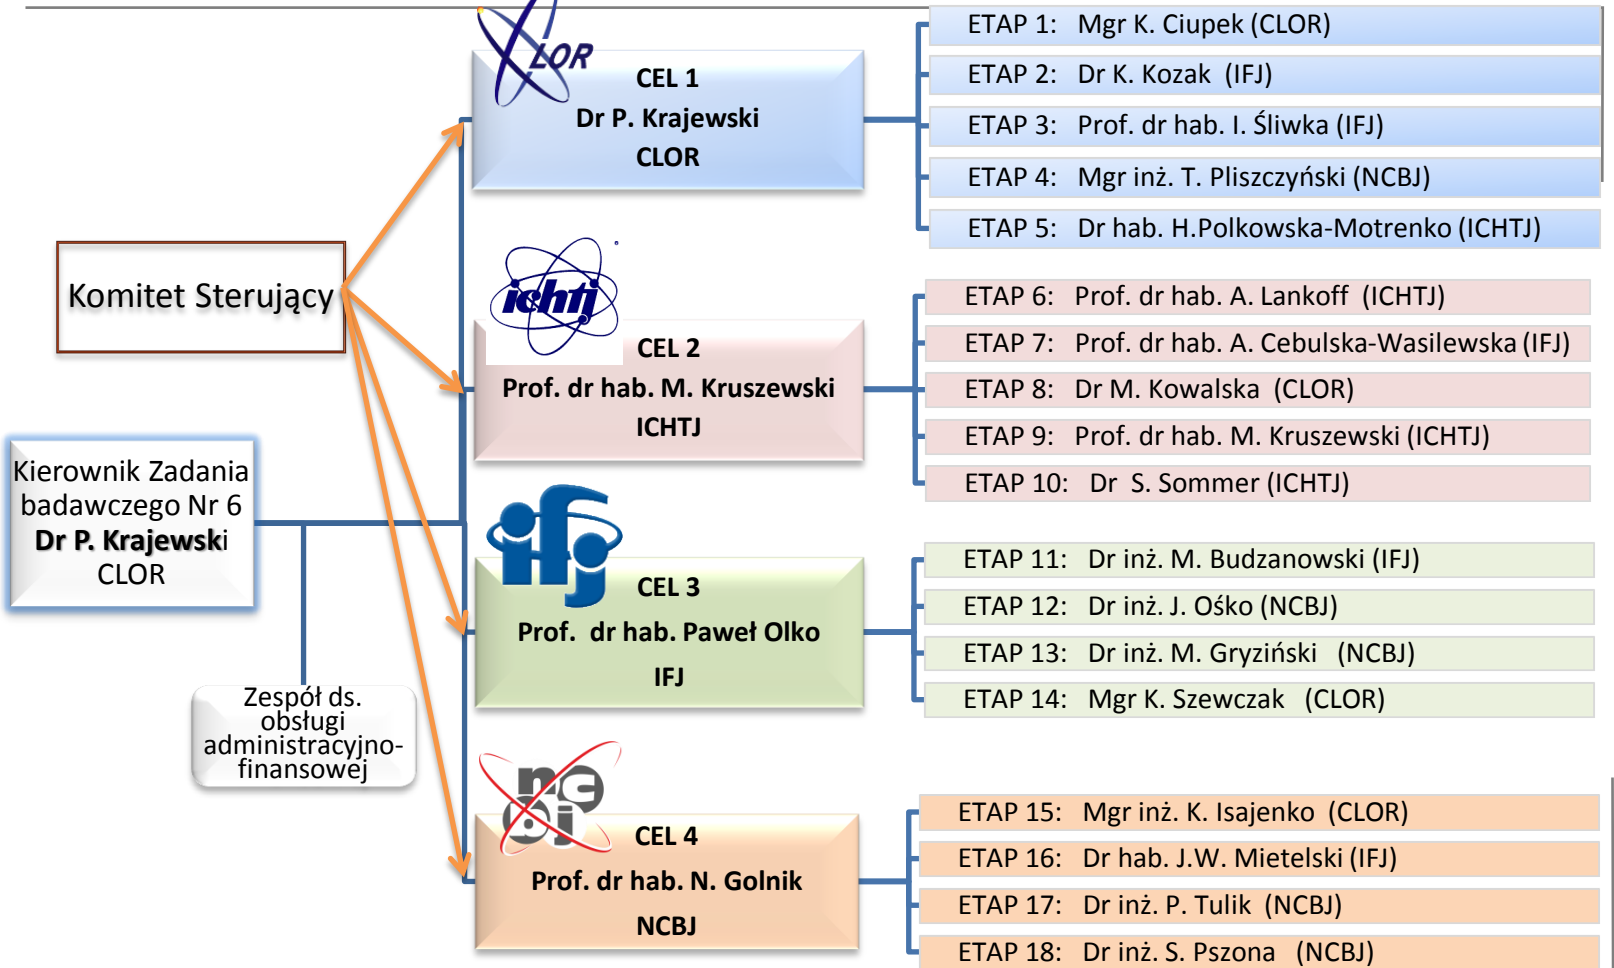 LOR
CEL 1
Dr P. Krajewski
CLOR
ETAP 1: Mgr K. Ciupek (CLOR)
ETAP 2: Dr K. Kozak (IFJ)
ETAP 3: Prof. dr hab. I. Śliwka (IFJ)
ETAP 4: Mgr inż. T. Pliszczyński (NCBJ)
ETAP 5: Dr hab. H.Polkowska-Motrenko (ICHTJ)
Komitet Sterujący
ichtj
CEL 2
Prof. dr hab. M. Kruszewski
ICHTJ
ETAP 6: Prof. dr hab. A. Lankoff (ICHTJ)
ETAP 7: Prof. dr hab. A. Cebulska-Wasilewska (IFJ)
ETAP 8: Dr M. Kowalska (CLOR)
ETAP 9: Prof. dr hab. M. Kruszewski (ICHTJ)
ETAP 10: Dr S. Sommer (ICHTJ)
Kierownik Zadania
badawczego Nr 6
Dr P. Krajewski
CLOR
Zespół ds.
obsługi
administracyjno-
finansowej
ifj
CEL 3
Prof. dr hab. Paweł Olko
IFJ
ETAP 11: Dr inż. M. Budzanowski (IFJ)
ETAP 12: Dr inż. J. Ośko (NCBJ)
ETAP 13: Dr inż. M. Gryziński (NCBJ)
ETAP 14: Mgr K. Szewczak (CLOR)
nc
bj
CEL 4
Prof. dr hab. N. Golnik
NCBJ
ETAP 15: Mgr inż. K. Isajenko (CLOR)
ETAP 16: Dr hab. J.W. Mietelski (IFJ)
ETAP 17: Dr inż. P. Tulik (NCBJ)
ETAP 18: Dr inż. S. Pszona (NCBJ)